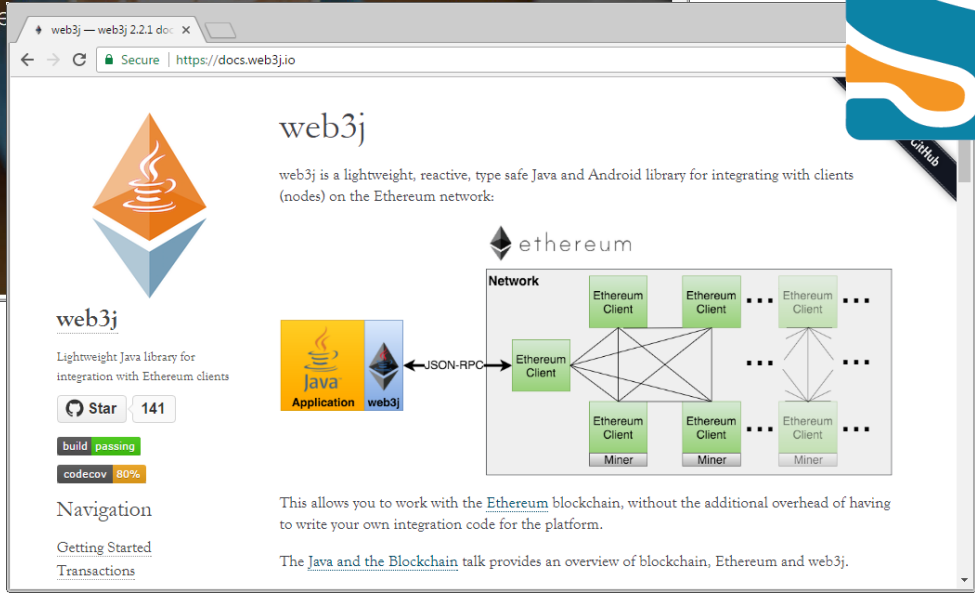 web3j — web3j 2.2.1 doc
Secure
https://docs.web3j.io
GitHub
web3j
web3j is a lightweight, reactive, type safe Java and Android library for integrating with clients
(nodes) on the Ethereum network:
ethereum
Network
Ethereum Client
Ethereum Client
Ethereum Client
Java
Application
web3j
JSON-RPC
Ethereum Client
Ethereum Client
Ethereum Client
Ethereum Client
Miner
Miner
Miner
This allows you to work with the Ethereum blockchain, without the additional overhead of having
to write your own integration code for the platform.
The Java and the Blockchain talk provides an overview of blockchain, Ethereum and web3j.
web3j
Lightweight Java library for
integration with Ethereum clients
Star 141
build passing
codecov 80%
Navigation
Getting Started
Transactions